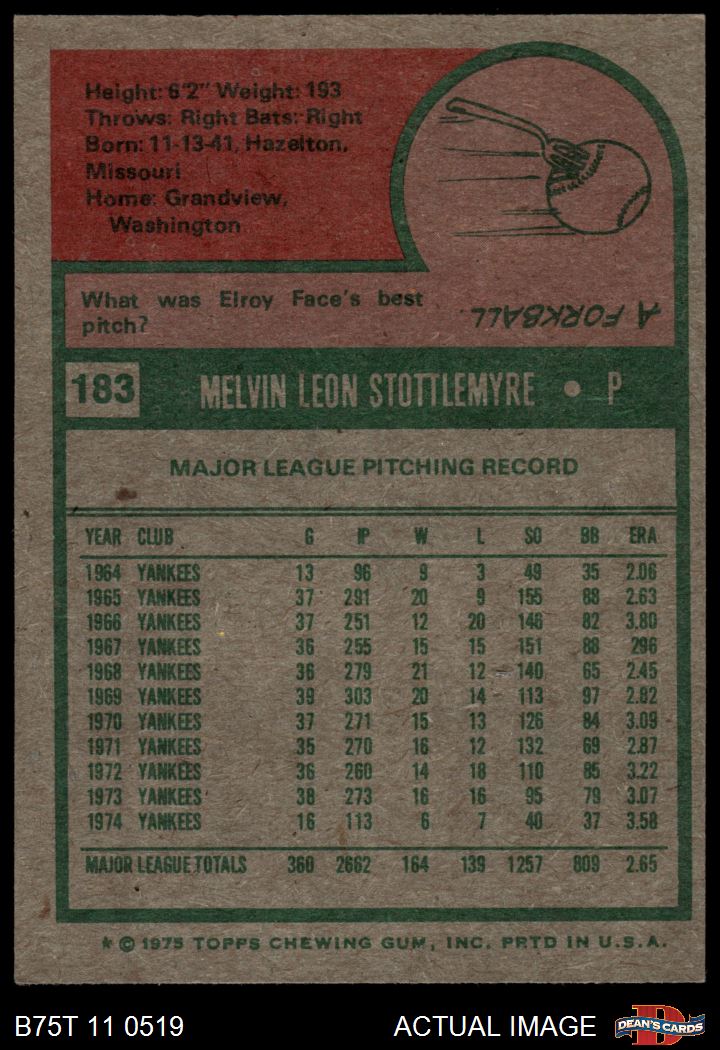 Height: 6'2" Weight: 193
Throws: Right Bats: Right
Born: 11-13-41, Hazelton,
Missouri
Home: Grandview,
Washington
What was Elroy Face's best
pitch?
A FORKBALL.
183 MELVIN LEON STOTTLEMYRE • P
MAJOR LEAGUE PITCHING RECORD
YEAR CLUB G IP W L SO BB ERA
1964 YANKEES 13 96 9 3 49 35 2.06
1965 YANKEES 37 291 20 9 155 88 2.63
1966 YANKEES 37 251 12 20 146 82 3.80
1967 YANKEES 36 255 15 15 151 88 296
1968 YANKEES 36 279 21 12 140 65 2.45
1969 YANKEES 39 303 20 14 113 97 2.82
1970 YANKEES 37 271 15 13 126 84 3.09
1971 YANKEES 35 270 16 12 132 69 2.87
1972 YANKEES 36 260 14 18 110 85 3.22
1973 YANKEES 38 273 16 16 95 79 3.07
1974 YANKEES 16 113 6 7 40 37 3.58
MAJOR LEAGUE TOTALS 360 2662 164 139 1257 809 2.65
* © 1975 TOPPS CHEWING GUM, INC. PRTD IN U.S.A.
B75T 11 0519 ACTUAL IMAGE DEAN'S CARDS